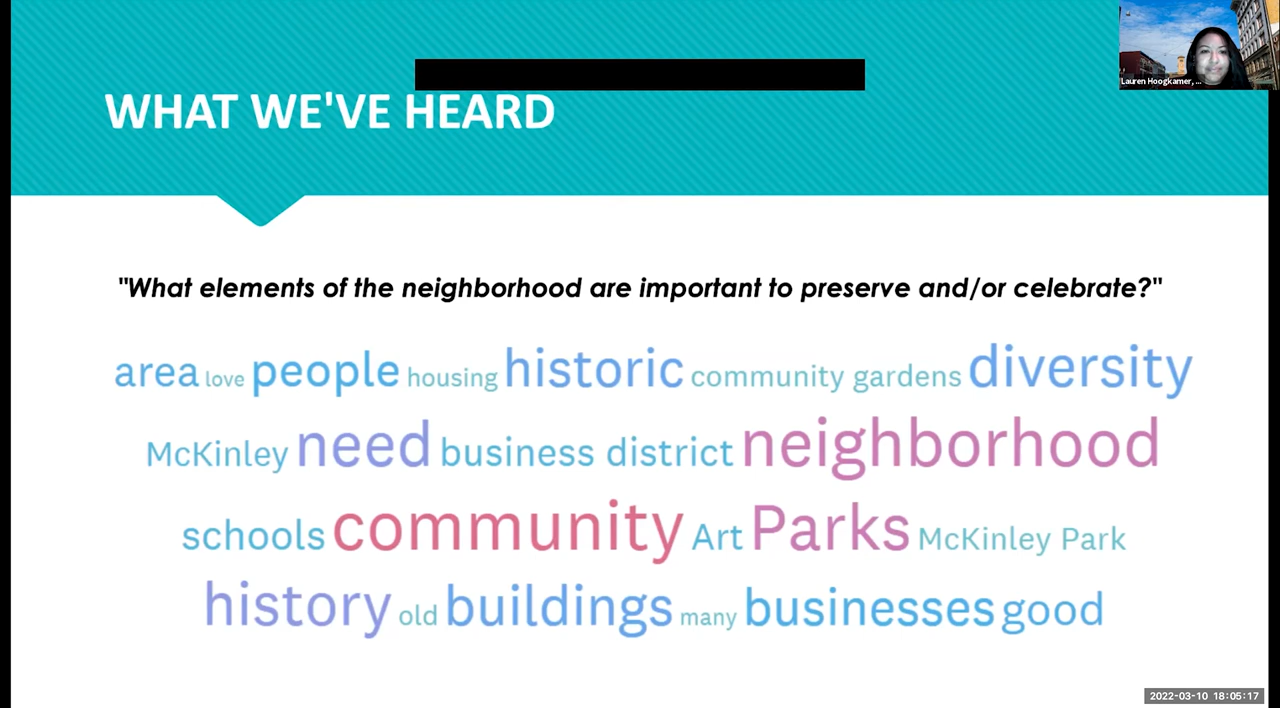 Lauren Hoogkamer, ...
WHAT WE'VE HEARD
"What elements of the neighborhood are important to preserve and/or celebrate?"
area love people housing historic community gardens diversity
McKinley need business district neighborhood
schools community Art Parks McKinley Park
history old buildings many businesses good
2022-03-10 18:05:17